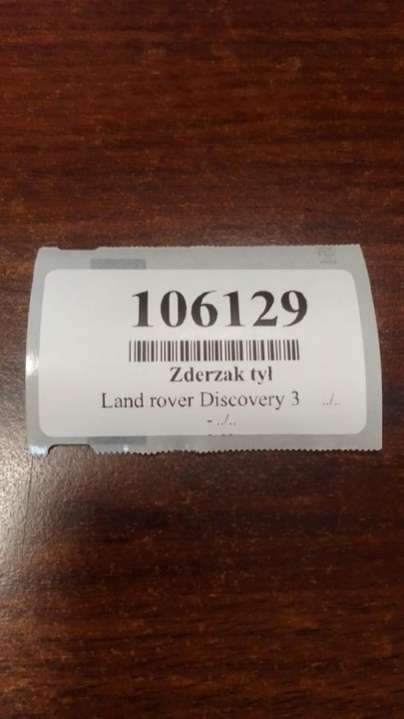 106129
Zderzak tył
Land rover Discovery 3 ../..
- ../..